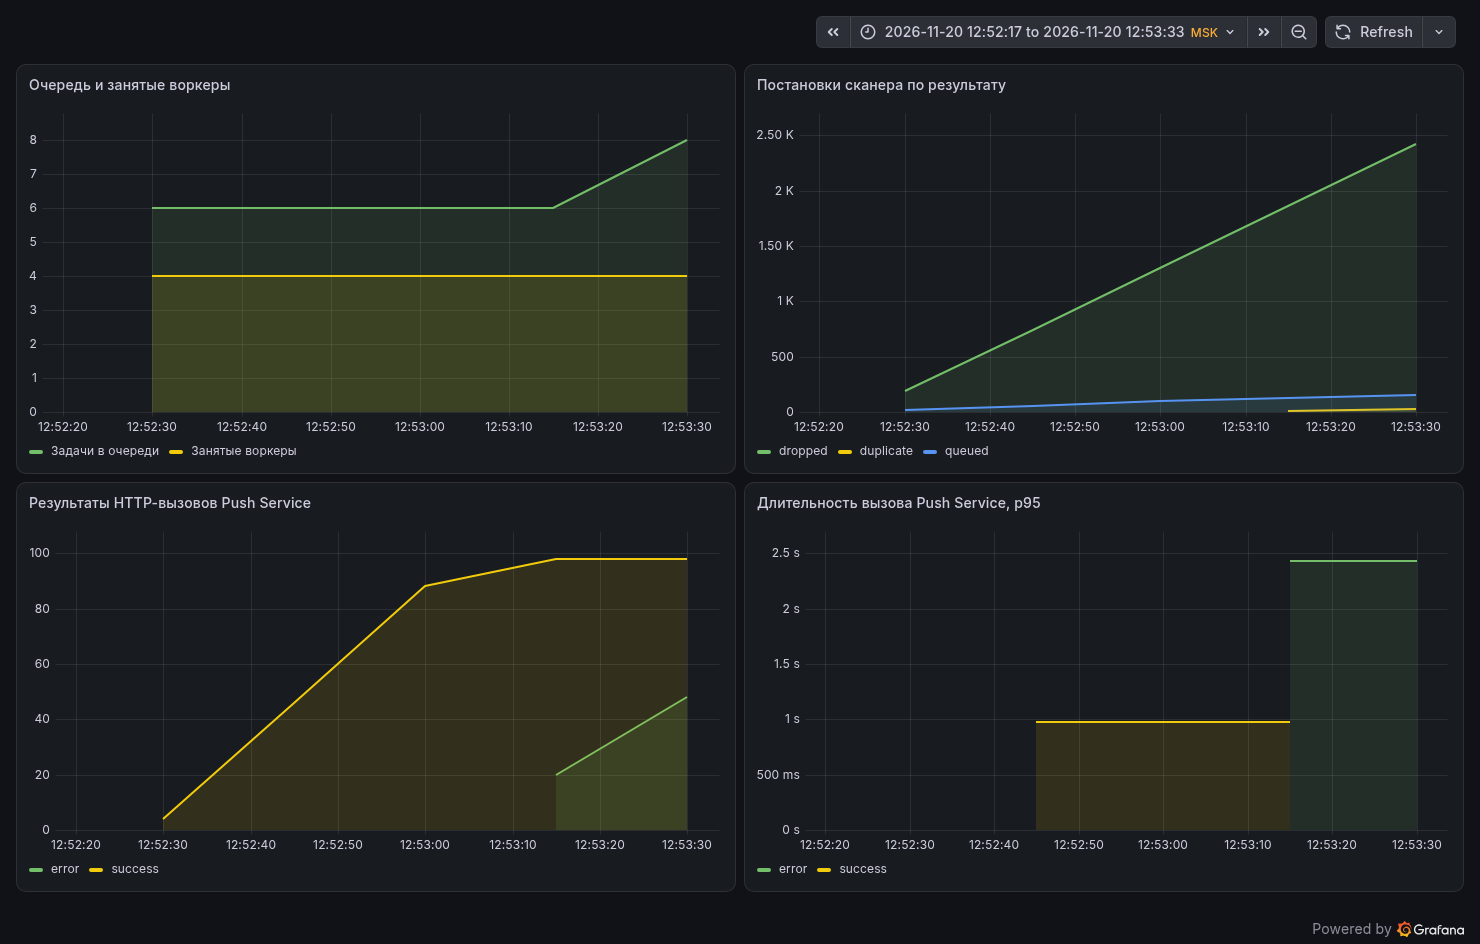 2026-11-20 12:52:17 to 2026-11-20 12:53:33 MSK
Refresh
Очередь и занятые воркеры
8
7
6
5
4
3
2
1
0
12:52:20 12:52:30 12:52:40 12:52:50 12:53:00 12:53:10 12:53:20 12:53:30
Задачи в очереди Занятые воркеры
Постановки сканера по результату
2.50 K
2 K
1.50 K
1 K
500
0
12:52:20 12:52:30 12:52:40 12:52:50 12:53:00 12:53:10 12:53:20 12:53:30
dropped duplicate queued
Результаты HTTP-вызовов Push Service
100
80
60
40
20
0
12:52:20 12:52:30 12:52:40 12:52:50 12:53:00 12:53:10 12:53:20 12:53:30
error success
Длительность вызова Push Service, p95
2.5 s
2 s
1.5 s
1 s
500 ms
0 s
12:52:20 12:52:30 12:52:40 12:52:50 12:53:00 12:53:10 12:53:20 12:53:30
error success
Powered by Grafana